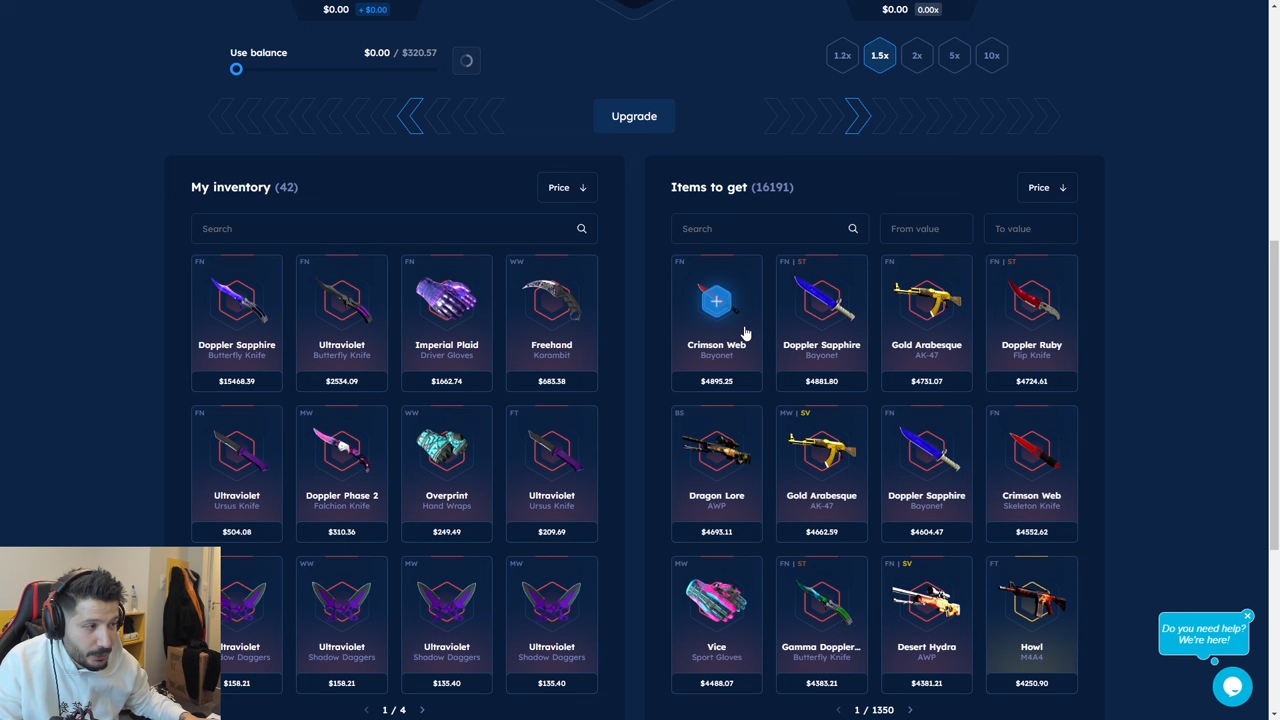 $0.00 + $0.00
$0.00 0.00x
Use balance $0.00 / $320.57
1.2x 1.5x 2x 5x 10x
Upgrade
My inventory (42) Price
Search
FN FN FN WW
Doppler Sapphire Ultraviolet Imperial Plaid Freehand
Butterfly Knife Butterfly Knife Driver Gloves Karambit
$15468.39 $2534.09 $1662.74 $683.38
FN MW WW FT
Ultraviolet Doppler Phase 2 Overprint Ultraviolet
Ursus Knife Falchion Knife Hand Wraps Ursus Knife
$504.08 $310.36 $249.49 $209.69
WW MW MW
ltraviolet Ultraviolet Ultraviolet Ultraviolet
dow Daggers Shadow Daggers Shadow Daggers Shadow Daggers
$158.21 $158.21 $135.40 $135.40
1 / 4
Items to get (16191) Price
Search From value To value
FN FN | ST FN FN | ST
Crimson Web Doppler Sapphire Gold Arabesque Doppler Ruby
Bayonet Bayonet AK-47 Flip Knife
$4895.25 $4881.80 $4731.07 $4724.61
BS MW | SV FN FN
Dragon Lore Gold Arabesque Doppler Sapphire Crimson Web
AWP AK-47 Bayonet Skeleton Knife
$4693.11 $4662.59 $4604.47 $4552.62
MW FN | ST FN | SV FT
Vice Gamma Doppler... Desert Hydra Howl
Sport Gloves Butterfly Knife AWP M4A4
$4488.07 $4383.21 $4381.21 $4250.90
1 / 1350
Do you need help?
We're here!